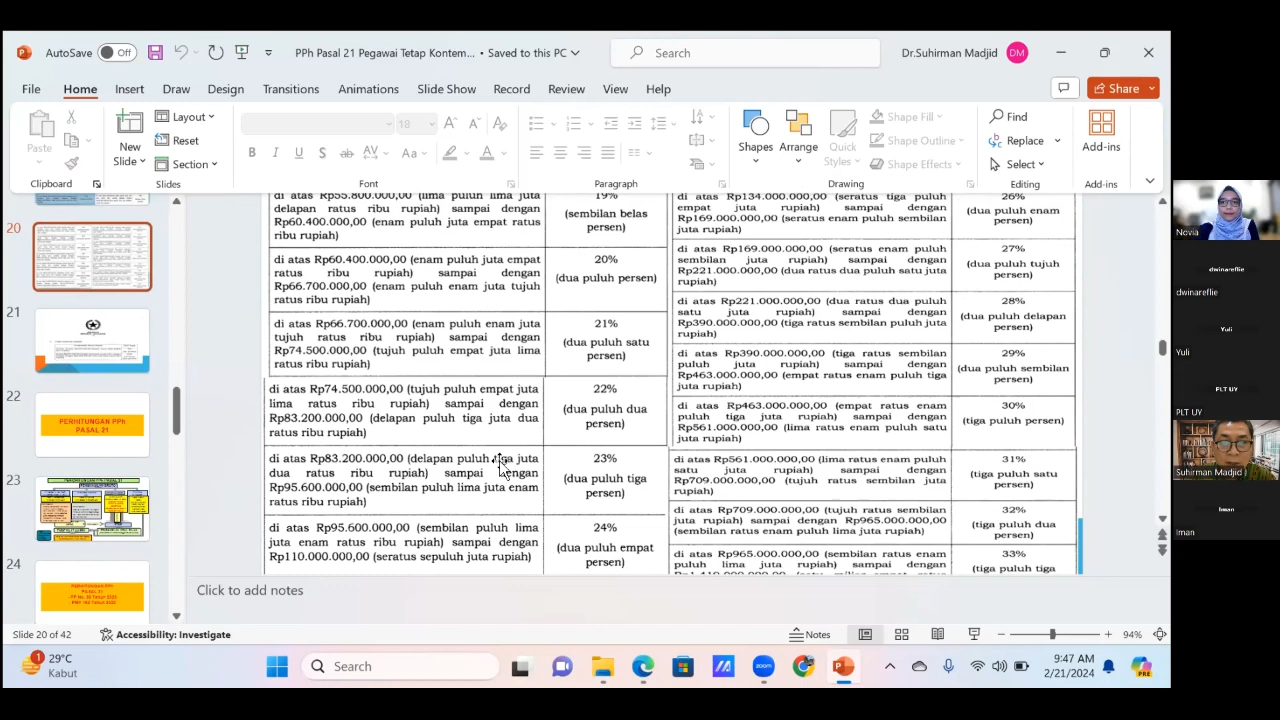 AutoSave
Off
PPh Pasal 21 Pegawai Tetap Kontem... • Saved to this PC
Search
Dr.Suhirman Madjid
DM
File
Home
Insert
Draw
Design
Transitions
Animations
Slide Show
Record
Review
View
Help
Share
Paste
New
Slide
Layout
Reset
Section
18
B I U S ab AV Aa A
Shapes
Arrange
Quick
Styles
Shape Fill
Shape Outline
Shape Effects
Find
Replace
Select
Add-ins
Clipboard
Slides
Font
Paragraph
Drawing
Editing
Add-ins
20
21
22
PERHITUNGAN PPh
PASAL 21
23
24
di atas Rp55.800.000,00 (lima puluh lima juta
delapan ratus ribu rupiah) sampai dengan
Rp60.400.000,00 (enam puluh juta empat ratus
ribu rupiah)
19%
(sembilan belas
persen)
di atas Rp60.400.000,00 (enam puluh juta empat
ratus ribu rupiah) sampai dengan
Rp66.700.000,00 (enam puluh enam juta tujuh
ratus ribu rupiah)
20%
(dua puluh persen)
di atas Rp66.700.000,00 (enam puluh enam juta
tujuh ratus ribu rupiah) sampai dengan
Rp74.500.000,00 (tujuh puluh empat juta lima
ratus ribu rupiah)
21%
(dua puluh satu
persen)
di atas Rp74.500.000,00 (tujuh puluh empat juta
lima ratus ribu rupiah) sampai dengan
Rp83.200.000,00 (delapan puluh tiga juta dua
ratus ribu rupiah)
22%
(dua puluh dua
persen)
di atas Rp83.200.000,00 (delapan puluh tiga juta
dua ratus ribu rupiah) sampai dengan
Rp95.600.000,00 (sembilan puluh lima juta enam
ratus ribu rupiah)
23%
(dua puluh tiga
persen)
di atas Rp95.600.000,00 (sembilan puluh lima
juta enam ratus ribu rupiah) sampai dengan
Rp110.000.000,00 (seratus sepuluh juta rupiah)
24%
(dua puluh empat
persen)
di atas Rp134.000.000,00 (seratus tiga puluh
empat juta rupiah) sampai dengan
Rp169.000.000,00 (seratus enam puluh sembilan
juta rupiah)
26%
(dua puluh enam
persen)
di atas Rp169.000.000,00 (seratus enam puluh
sembilan juta rupiah) sampai dengan
Rp221.000.000,00 (dua ratus dua puluh satu juta
rupiah)
27%
(dua puluh tujuh
persen)
di atas Rp221.000.000,00 (dua ratus dua puluh
satu juta rupiah) sampai dengan
Rp390.000.000,00 (tiga ratus sembilan puluh juta
rupiah)
28%
(dua puluh delapan
persen)
di atas Rp390.000.000,00 (tiga ratus sembilan
puluh juta rupiah) sampai dengan
Rp463.000.000,00 (empat ratus enam puluh tiga
juta rupiah)
29%
(dua puluh sembilan
persen)
di atas Rp463.000.000,00 (empat ratus enam
puluh tiga juta rupiah) sampai dengan
Rp561.000.000,00 (lima ratus enam puluh satu
juta rupiah)
30%
(tiga puluh persen)
di atas Rp561.000.000,00 (lima ratus enam puluh
satu juta rupiah) sampai dengan
Rp709.000.000,00 (tujuh ratus sembilan juta
rupiah)
31%
(tiga puluh satu
persen)
di atas Rp709.000.000,00 (tujuh ratus sembilan
juta rupiah) sampai dengan Rp965.000.000,00
(sembilan ratus enam puluh lima juta rupiah)
32%
(tiga puluh dua
persen)
di atas Rp965.000.000,00 (sembilan ratus enam
puluh lima juta rupiah) sampai dengan
33%
(tiga puluh tiga
Click to add notes
Slide 20 of 42
Accessibility: Investigate
Notes
94%
1
29°C
Kabut
Search
zoom
9:47 AM
2/21/2024
PRE
Novia
dwinareflie
dwinareflie
Yuli
Yuli
PLT UY
PLT UY
Suhirman Madjid
Iman
Iman